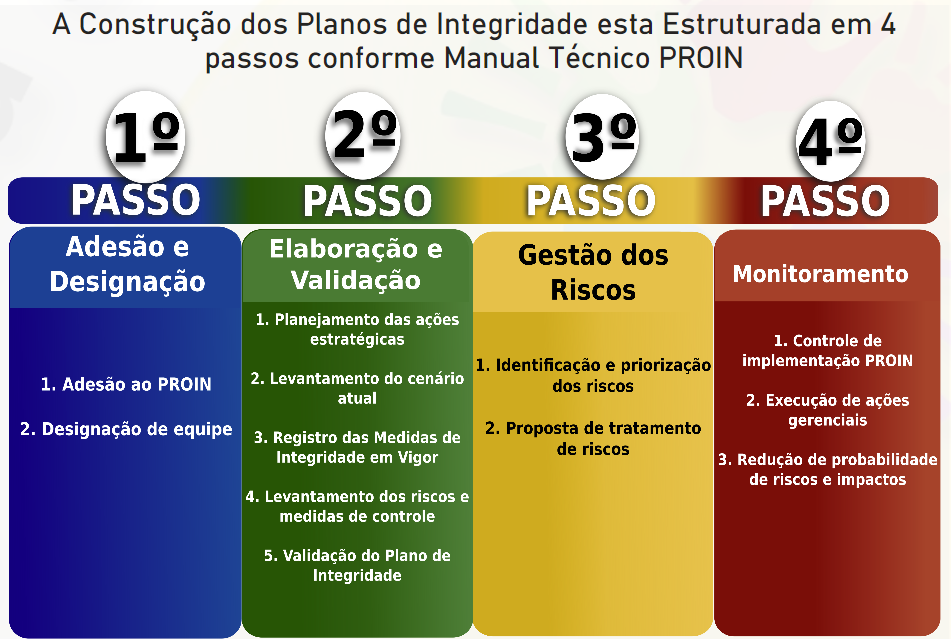 A Construção dos Planos de Integridade esta Estruturada em 4
passos conforme Manual Técnico PROIN
1º
PASSO
Adesão e
Designação
1. Adesão ao PROIN
2. Designação de equipe
2º
PASSO
Elaboração e
Validação
1. Planejamento das ações
estratégicas
2. Levantamento do cenário
atual
3. Registro das Medidas de
Integridade em Vigor
4. Levantamento dos riscos e
medidas de controle
5. Validação do Plano de
Integridade
3º
PASSO
Gestão dos
Riscos
1. Identificação e priorização
dos riscos
2. Proposta de tratamento
de riscos
4º
PASSO
Monitoramento
1. Controle de
implementação PROIN
2. Execução de ações
gerenciais
3. Redução de probabilidade
de riscos e impactos